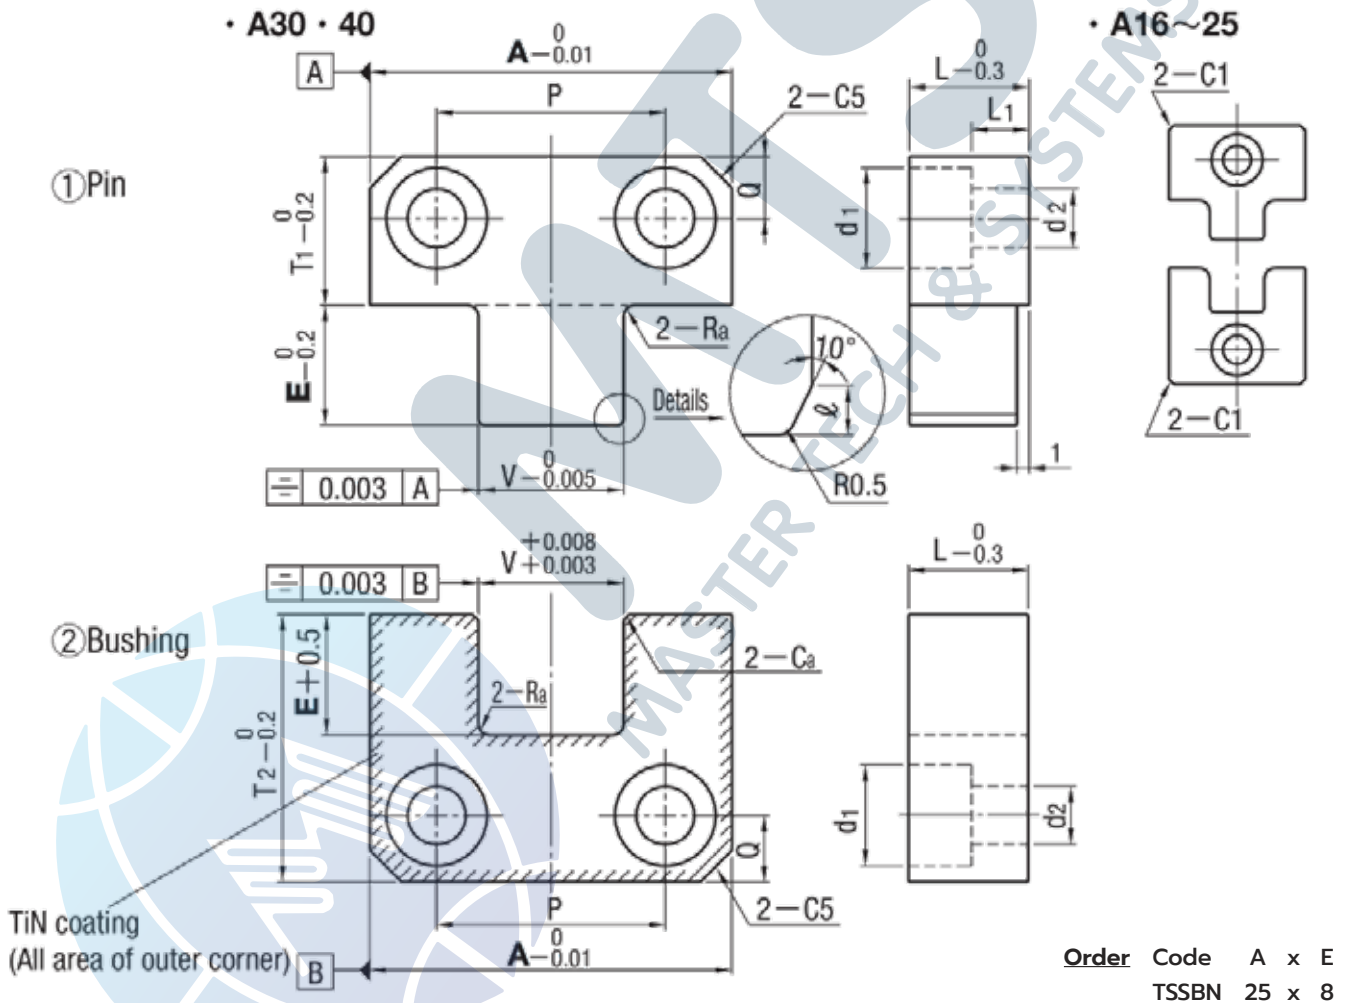 ・A30・40
・A16～25
A
A 0 −0.01
P
2−C5
①Pin
T1 0 −0.2
E 0 −0.2
Q
2−Ra
Details
10°
ℓ
R0.5
⌯ 0.003 A
V 0 −0.005
L 0 −0.3
L1
d1
d2
1
2−C1
2−C1
⌯ 0.003 B
V +0.008 +0.003
②Bushing
E+0.5
T2 0 −0.2
2−Ra
2−Ca
Q
2−C5
P
A 0 −0.01
B
TiN coating
(All area of outer corner)
L 0 −0.3
d1
d2
MTS
MASTER TECH & SYSTEMS
Order Code A x E
TSSBN 25 x 8